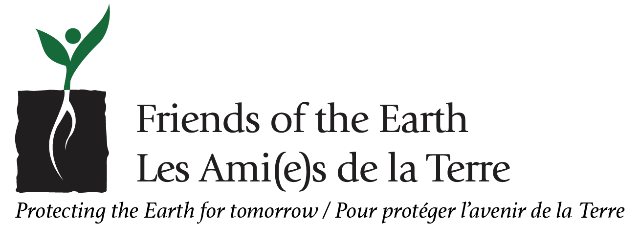 Friends of the Earth
Les Ami(e)s de la Terre
Protecting the Earth for tomorrow / Pour protéger l'avenir de la Terre